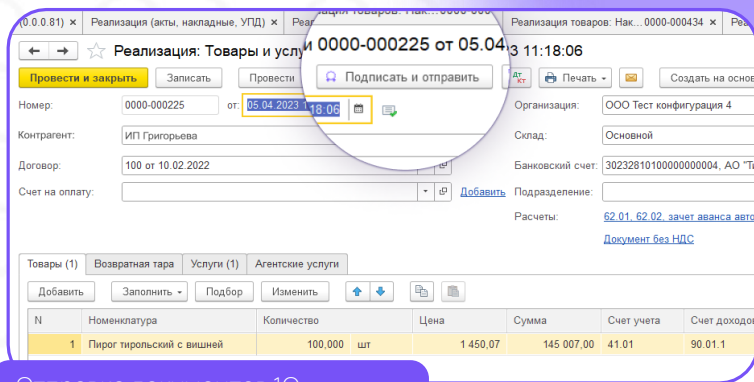 (0.0.0.81) × Реализация (акты, накладные, УПД) × Реализация товаров: Нак... 0000-000434 ×
Реализация: Товары и услу и 0000-000225 от 05.04 3 11:18:06
Провести и закрыть Записать Провести Подписать и отправить Дт Кт Печать Создать на основ
Номер: 0000-000225 от: 05.04.2023 1 18:06 Организация: ООО Тест конфигурация 4
Контрагент: ИП Григорьева Склад: Основной
Договор: 100 от 10.02.2022 Банковский счет: 30232810100000000004, АО "Ти
Счет на оплату: Добавить Подразделение:
Расчеты: 62.01, 62.02, зачет аванса авто
Документ без НДС
Товары (1) Возвратная тара Услуги (1) Агентские услуги
Добавить Заполнить Подбор Изменить
N Номенклатура Количество Цена Сумма Счет учета Счет доходо
1 Пирог тирольский с вишней 100,000 шт 1 450,07 145 007,00 41.01 90.01.1